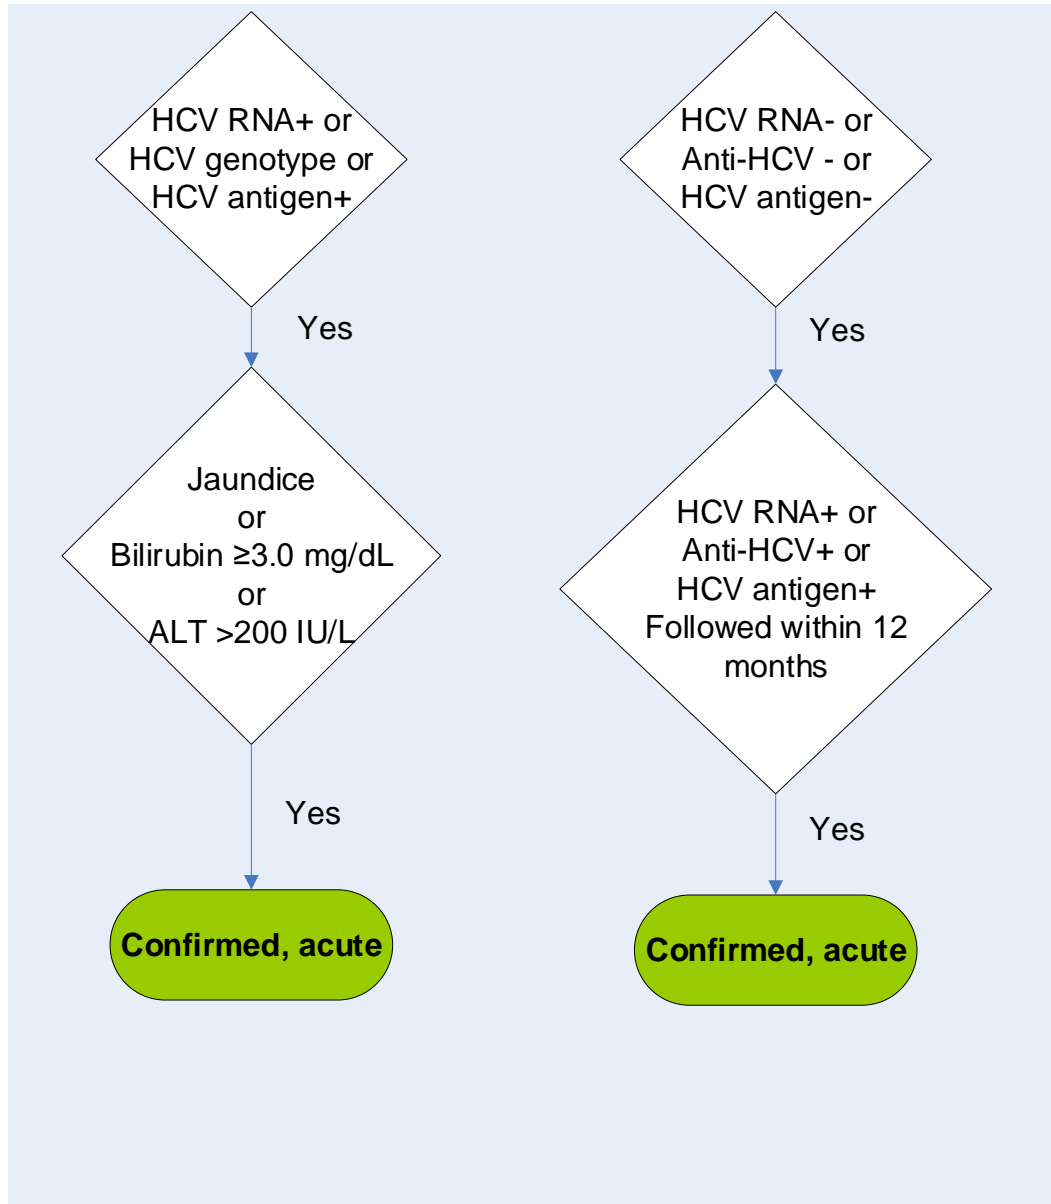 HCV RNA+ or
HCV genotype or
HCV antigen+
Yes
Jaundice
or
Bilirubin ≥3.0 mg/dL
or
ALT >200 IU/L
Yes
Confirmed, acute
HCV RNA- or
Anti-HCV - or
HCV antigen-
Yes
HCV RNA+ or
Anti-HCV+ or
HCV antigen+
Followed within 12
months
Yes
Confirmed, acute